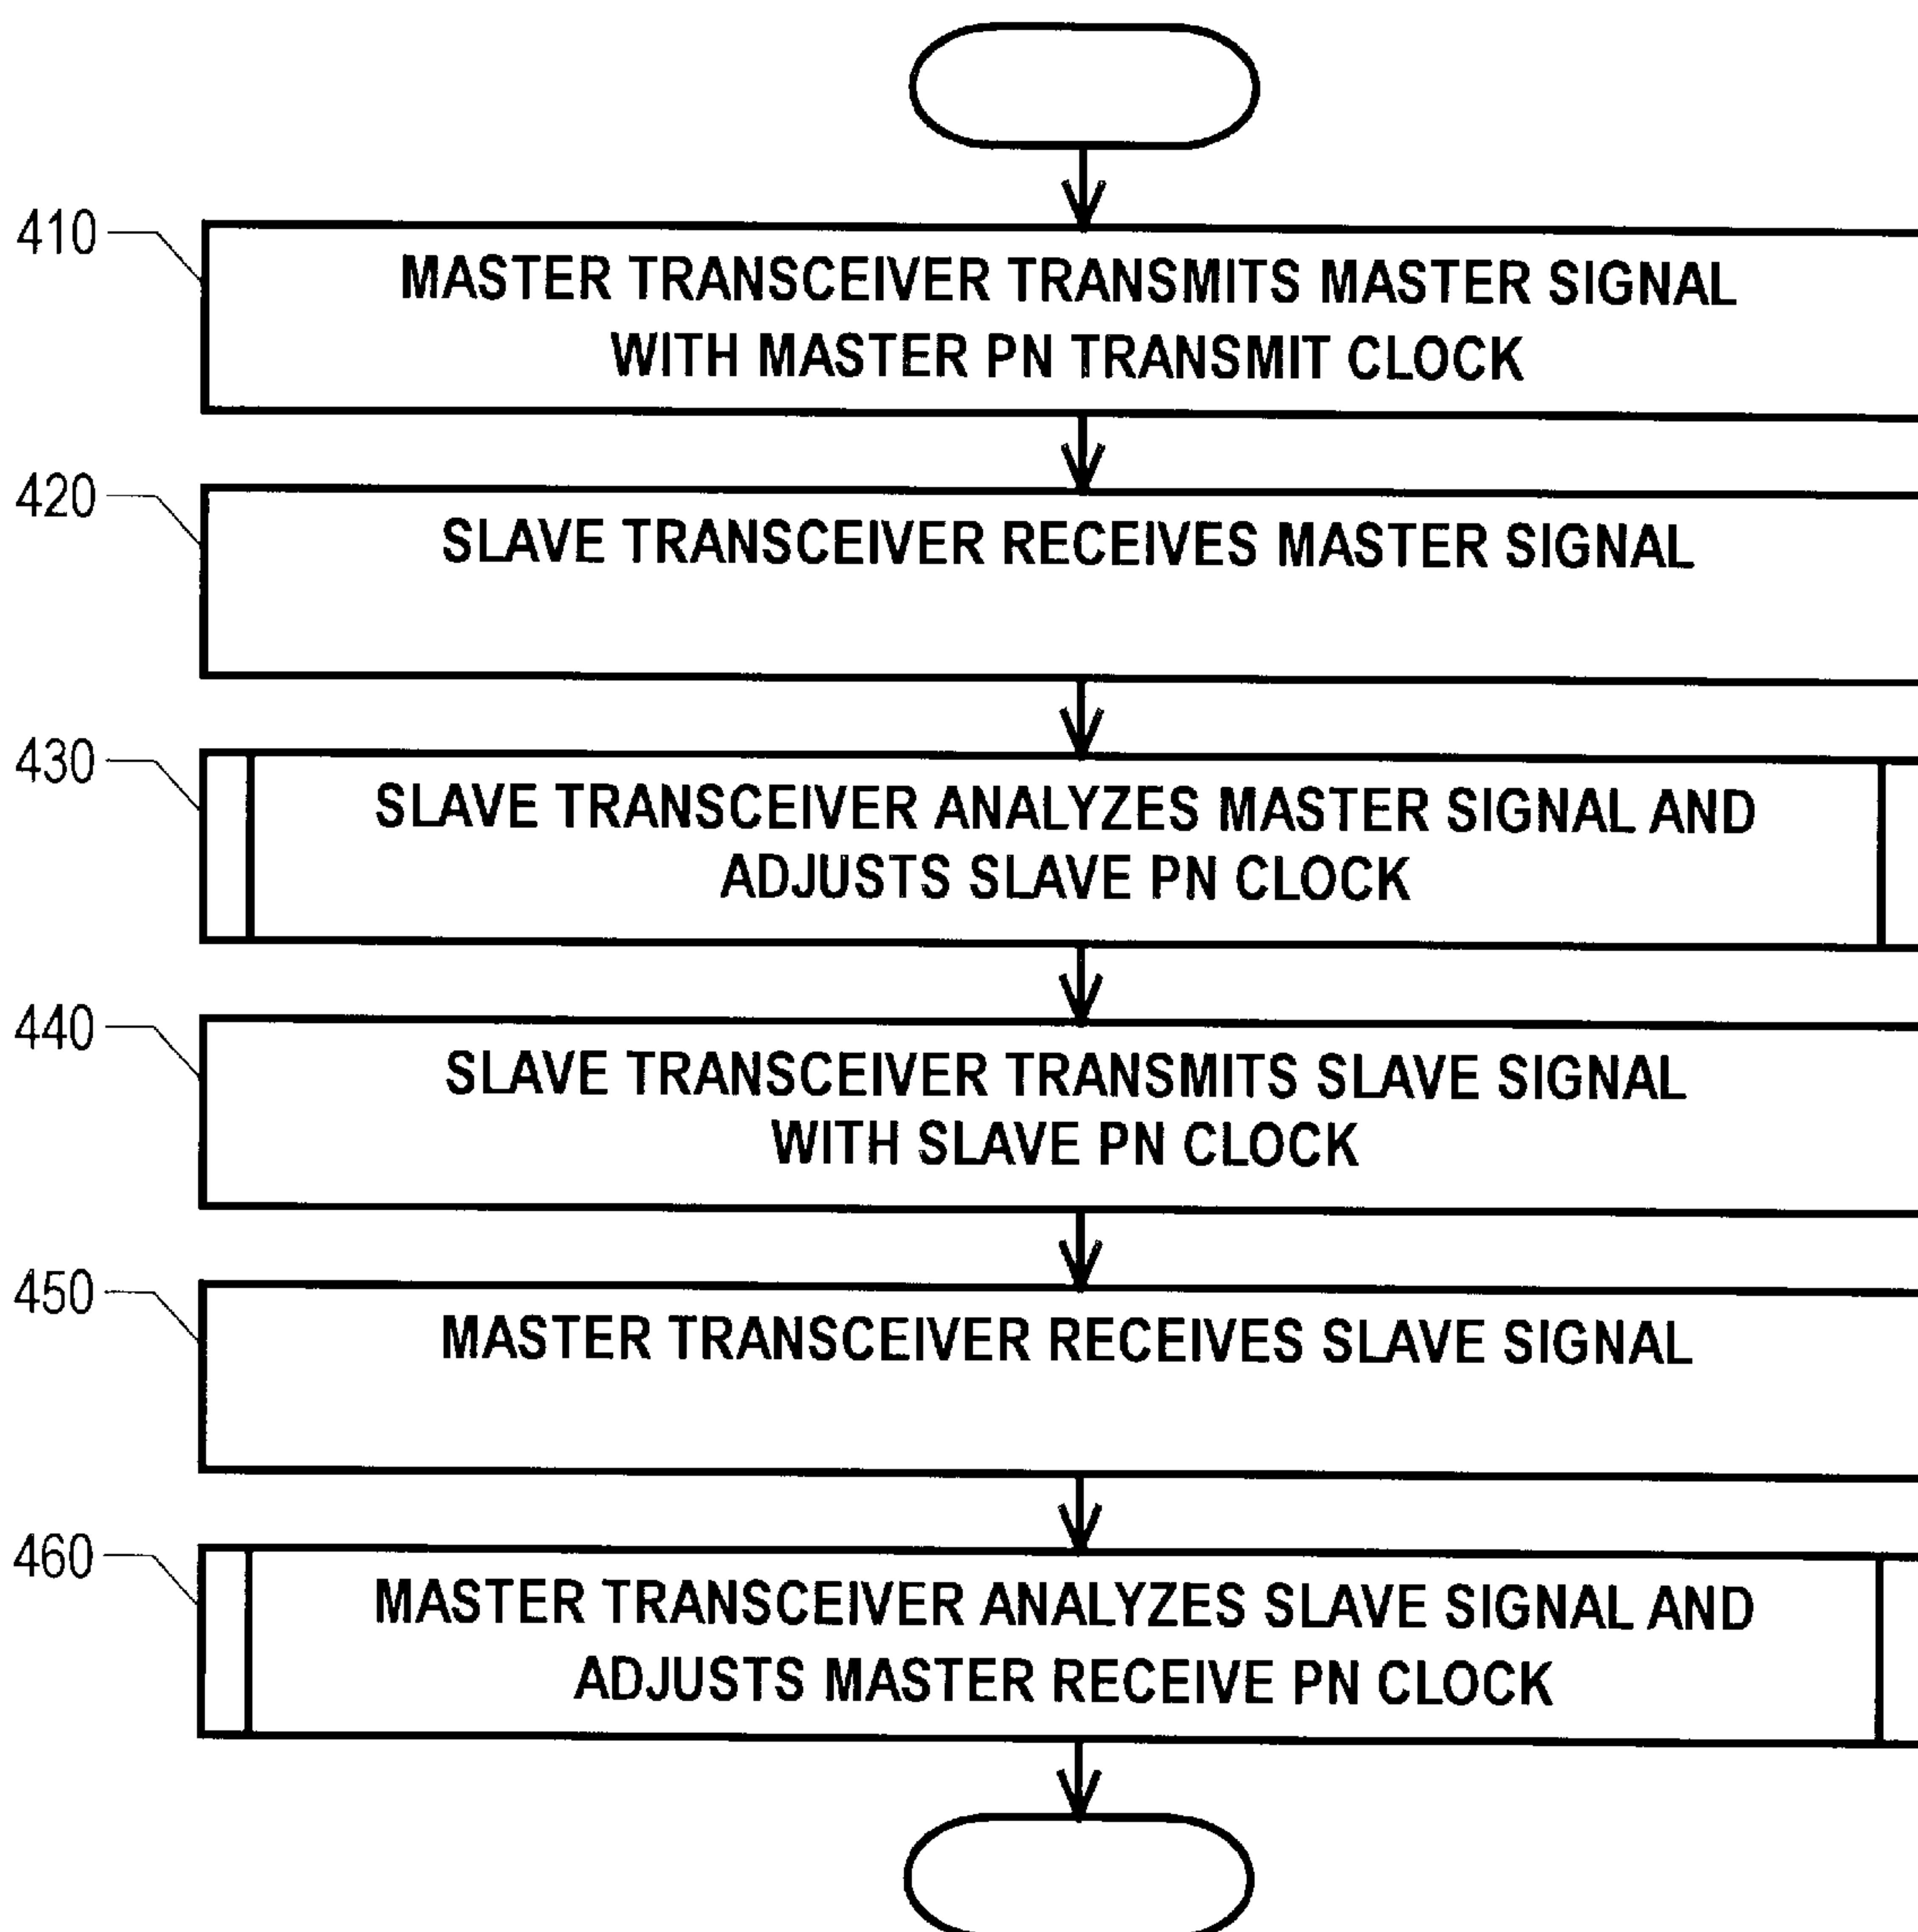 410
MASTER TRANSCEIVER TRANSMITS MASTER SIGNAL
WITH MASTER PN TRANSMIT CLOCK
420
SLAVE TRANSCEIVER RECEIVES MASTER SIGNAL
430
SLAVE TRANSCEIVER ANALYZES MASTER SIGNAL AND
ADJUSTS SLAVE PN CLOCK
440
SLAVE TRANSCEIVER TRANSMITS SLAVE SIGNAL
WITH SLAVE PN CLOCK
450
MASTER TRANSCEIVER RECEIVES SLAVE SIGNAL
460
MASTER TRANSCEIVER ANALYZES SLAVE SIGNAL AND
ADJUSTS MASTER RECEIVE PN CLOCK